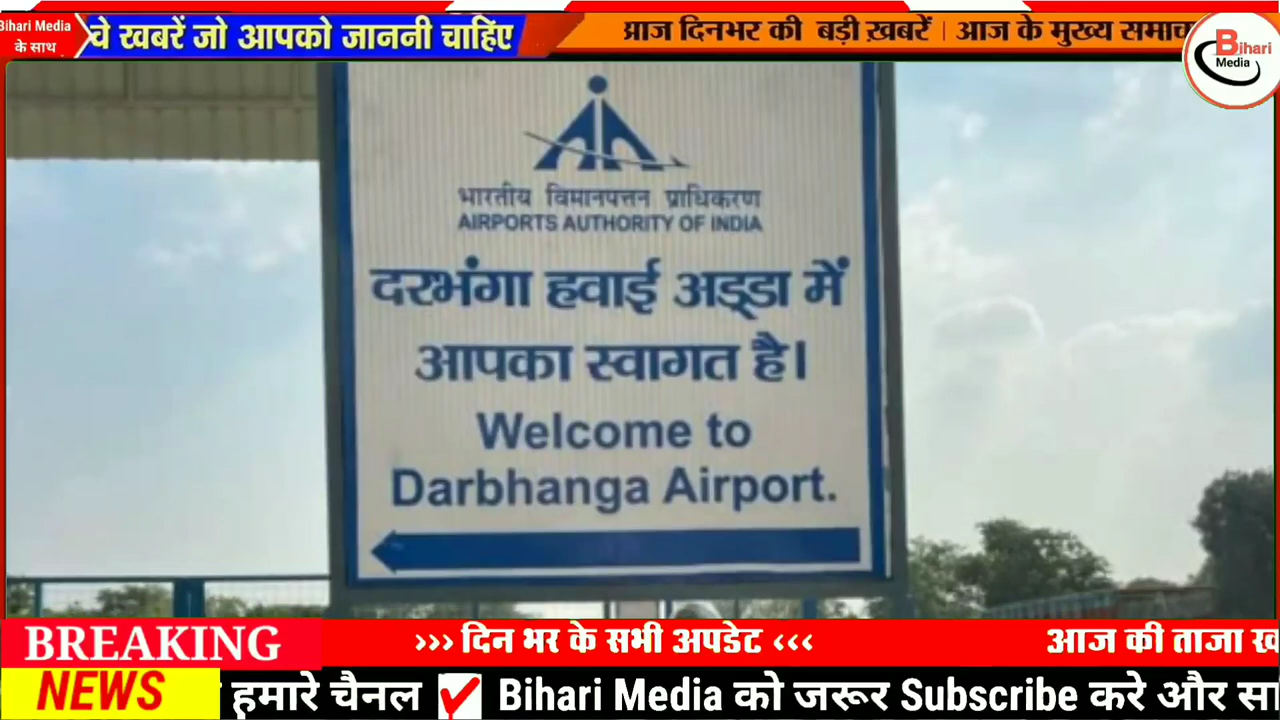 Bihari Media
के साथ
वे खबरें जो आपको जाननी चाहिए
आज दिनभर की बड़ी ख़बरें | आज के मुख्य समाच
Bihari
Media
भारतीय विमानपत्तन प्राधिकरण
AIRPORTS AUTHORITY OF INDIA
दरभंगा हवाई अड्डा में
आपका स्वागत है।
Welcome to
Darbhanga Airport.
BREAKING
NEWS
››› दिन भर के सभी अपडेट ‹‹‹
आज की ताजा ख
हमारे चैनल Bihari Media को जरूर Subscribe करे और सा